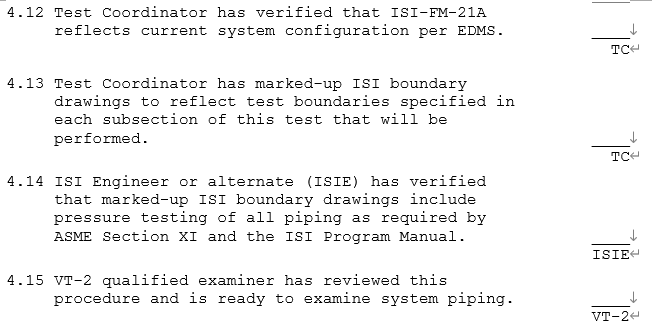 4.12 Test Coordinator has verified that ISI-FM-21A
reflects current system configuration per EDMS.
_____↓
TC↵
4.13 Test Coordinator has marked-up ISI boundary
drawings to reflect test boundaries specified in
each subsection of this test that will be
performed.
_____↓
TC↵
4.14 ISI Engineer or alternate (ISIE) has verified
that marked-up ISI boundary drawings include
pressure testing of all piping as required by
ASME Section XI and the ISI Program Manual.
_____↓
ISIE↵
4.15 VT-2 qualified examiner has reviewed this
procedure and is ready to examine system piping.
_____↓
VT-2↵